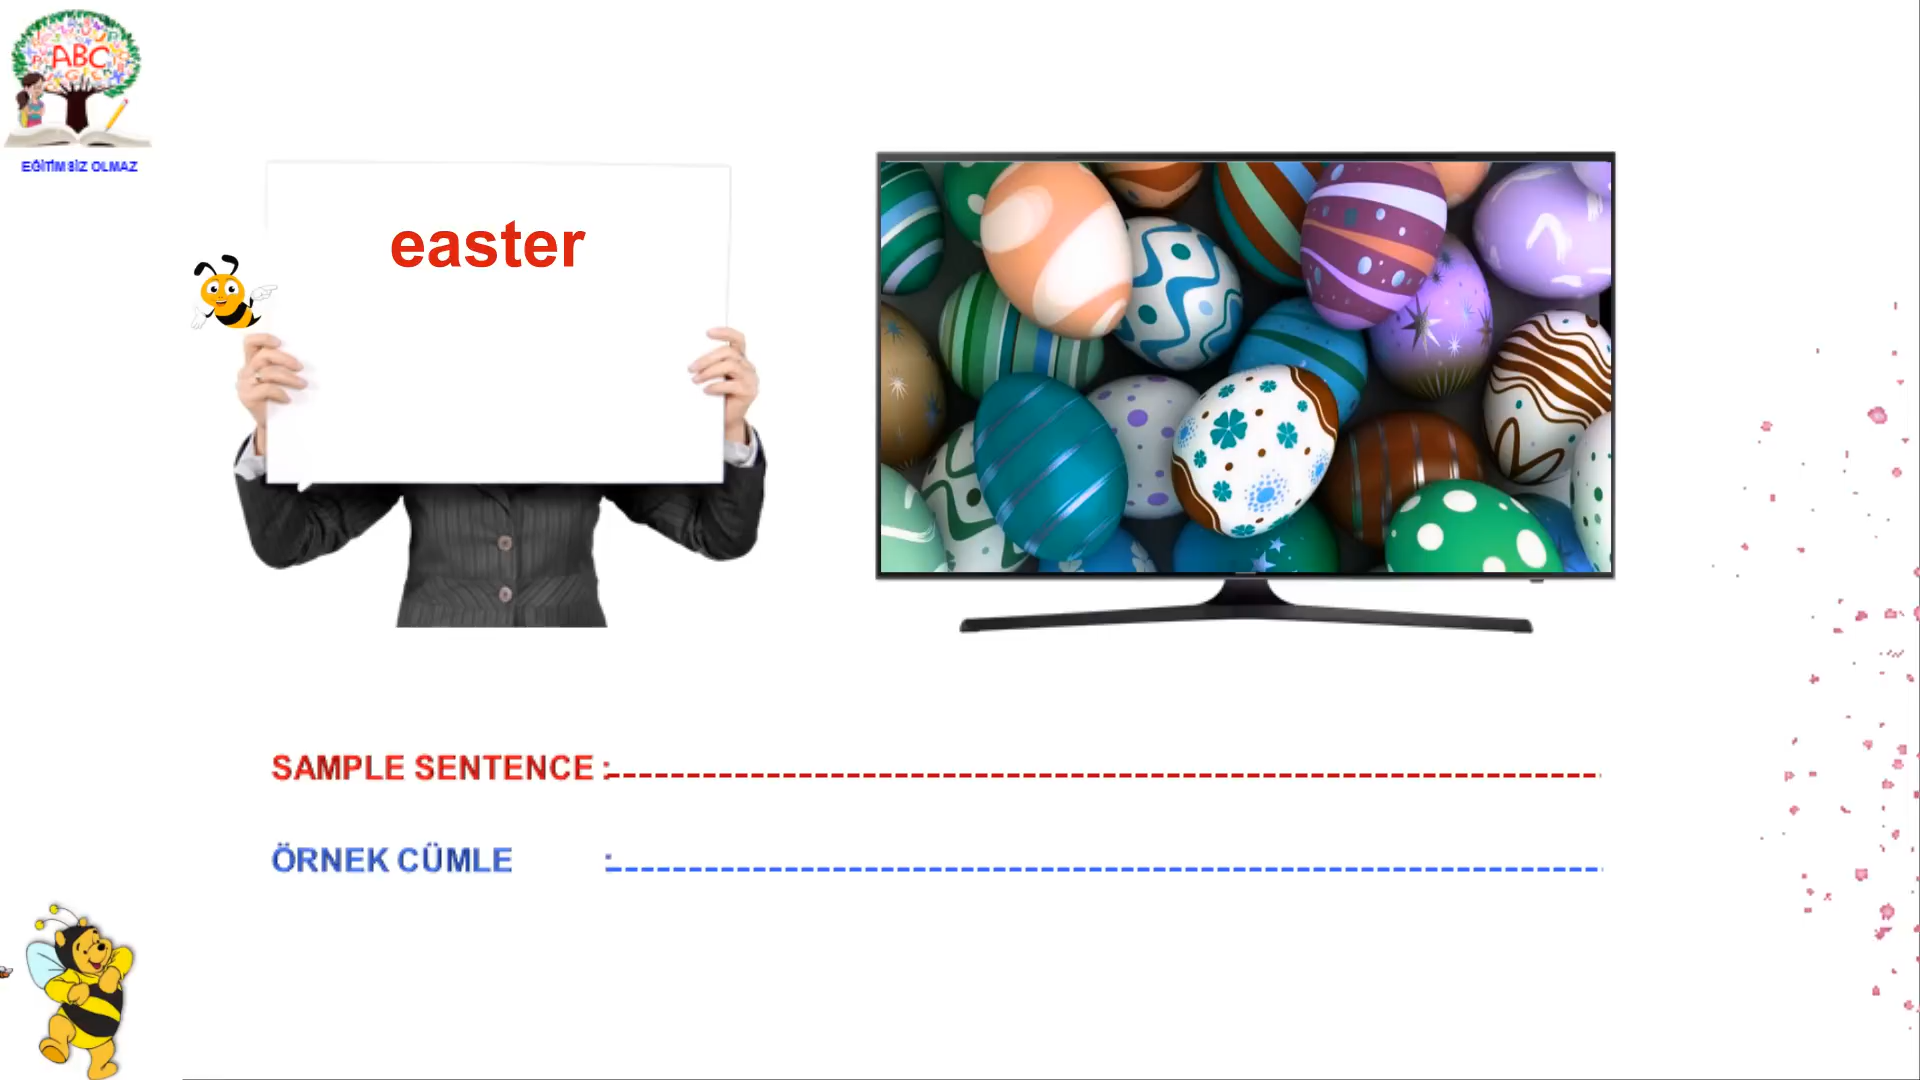 ABC
EĞİTİM SİZ OLMAZ
easter
SAMPLE SENTENCE :
ÖRNEK CÜMLE :